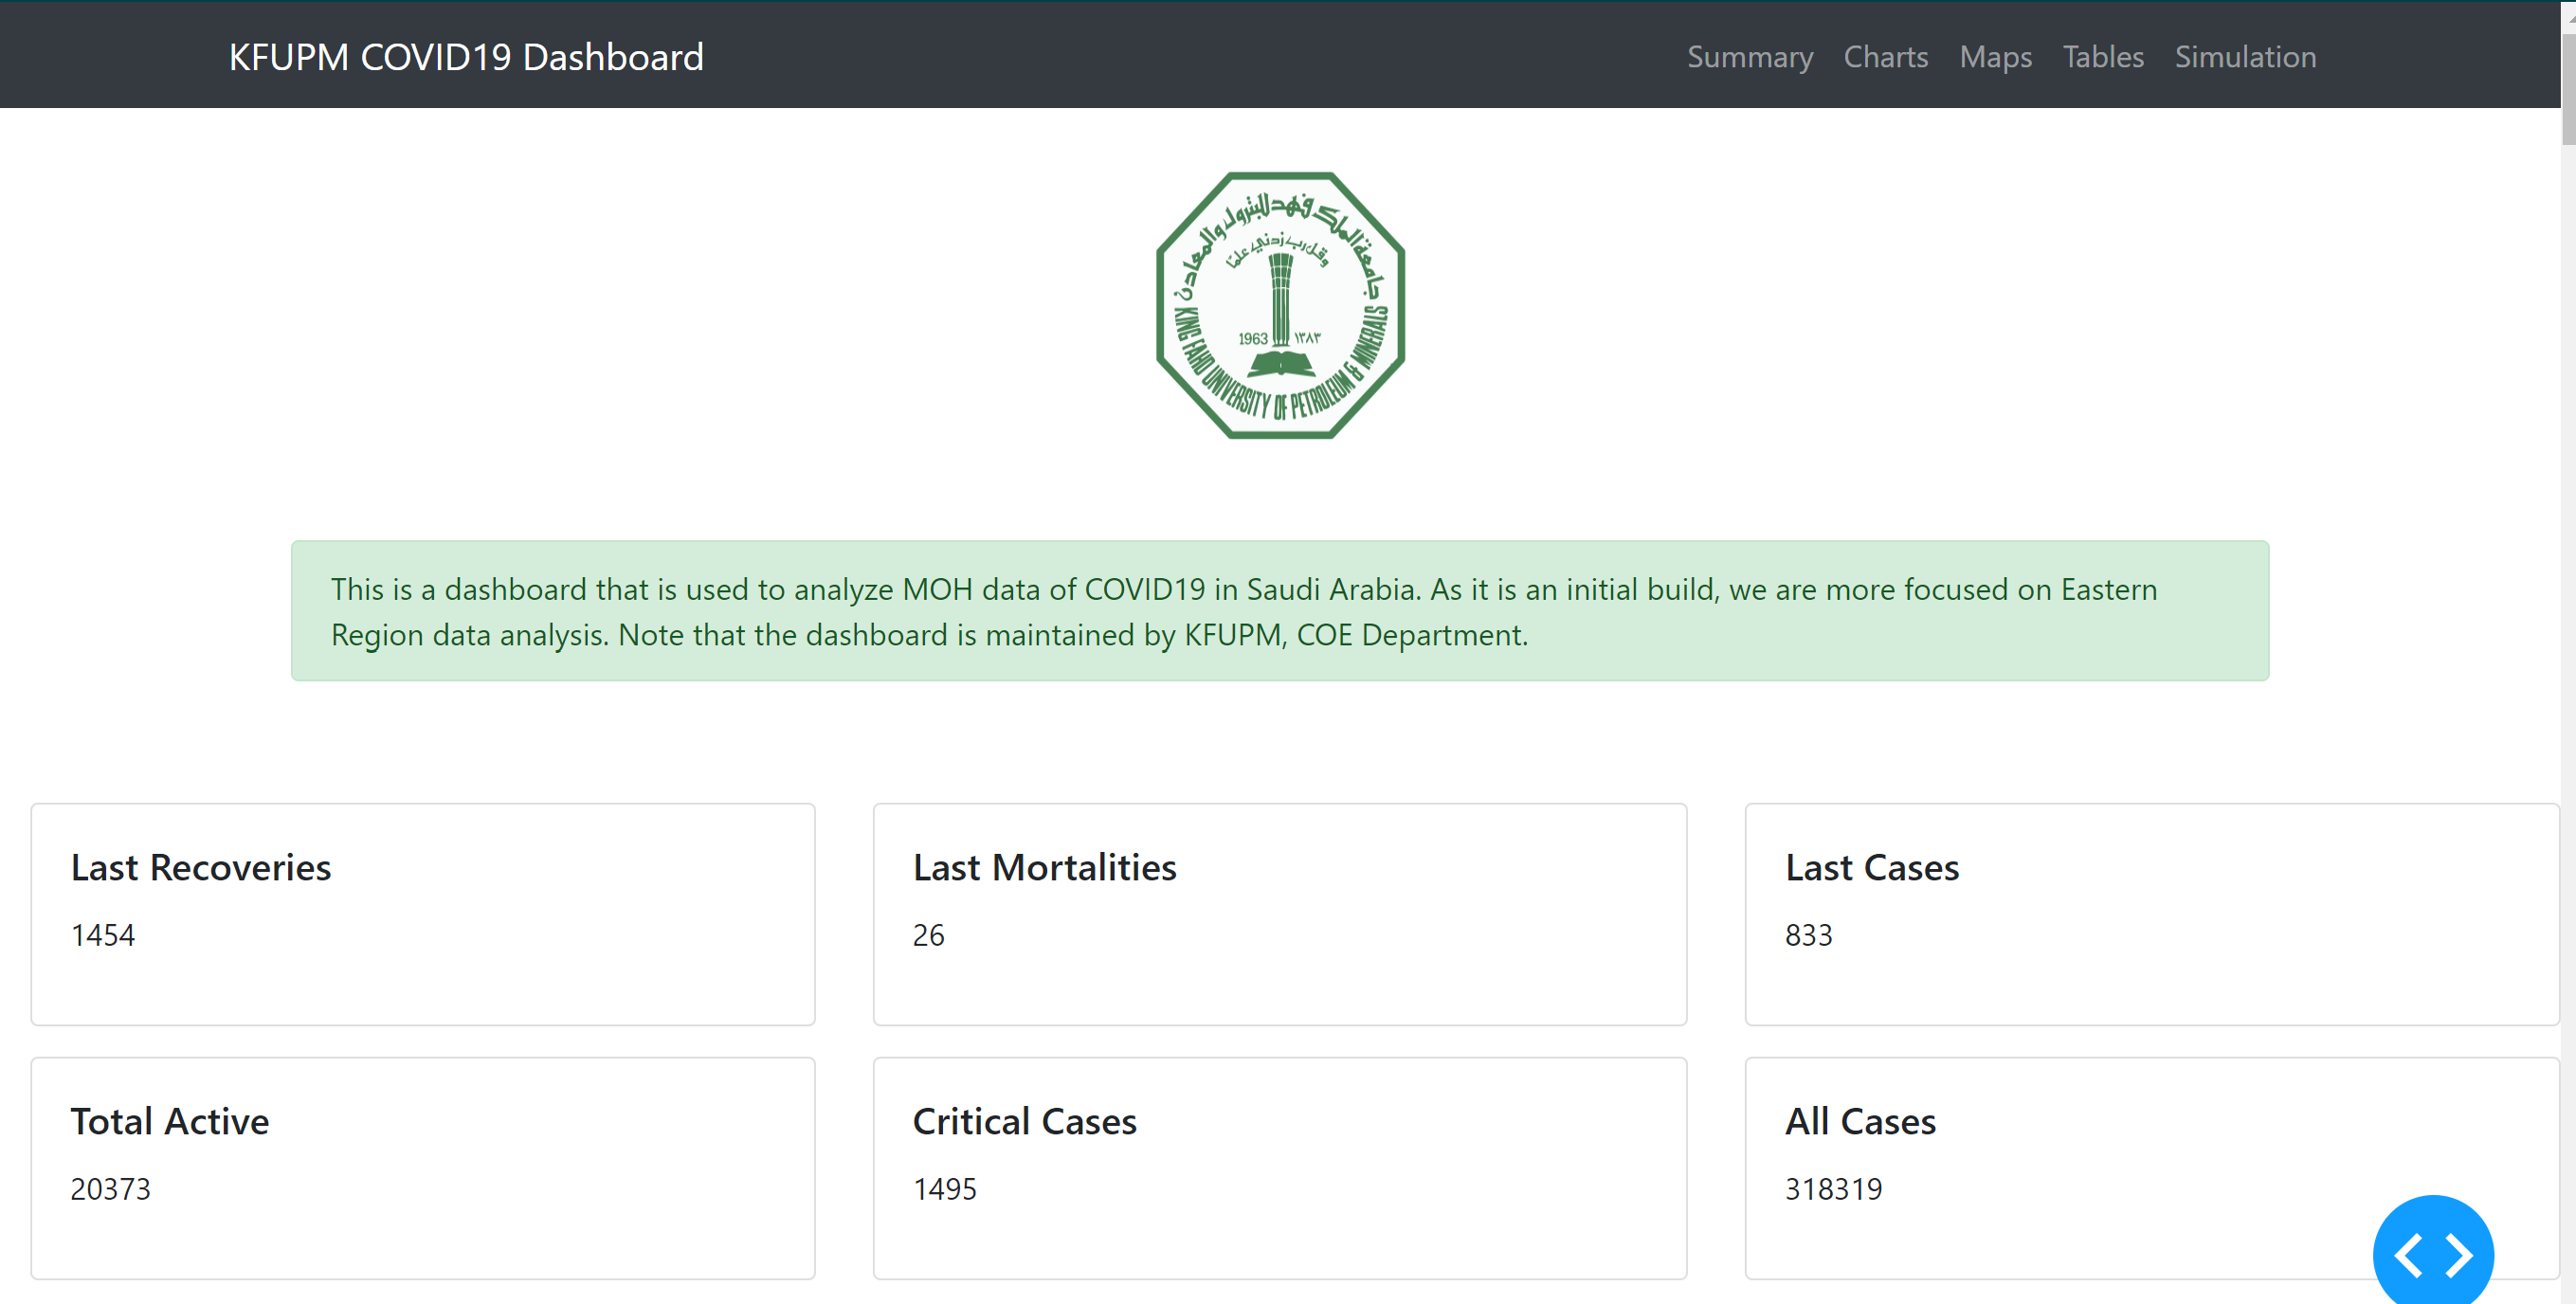 KFUPM COVID19 Dashboard
Summary Charts Maps Tables Simulation
جامعة الملك فهد للبترول والمعادن
وقل رب زدني علمًا
1963 ١٣٨٣
KING FAHD UNIVERSITY OF PETROLEUM & MINERALS
This is a dashboard that is used to analyze MOH data of COVID19 in Saudi Arabia. As it is an initial build, we are more focused on Eastern
Region data analysis. Note that the dashboard is maintained by KFUPM, COE Department.
Last Recoveries
1454
Last Mortalities
26
Last Cases
833
Total Active
20373
Critical Cases
1495
All Cases
318319